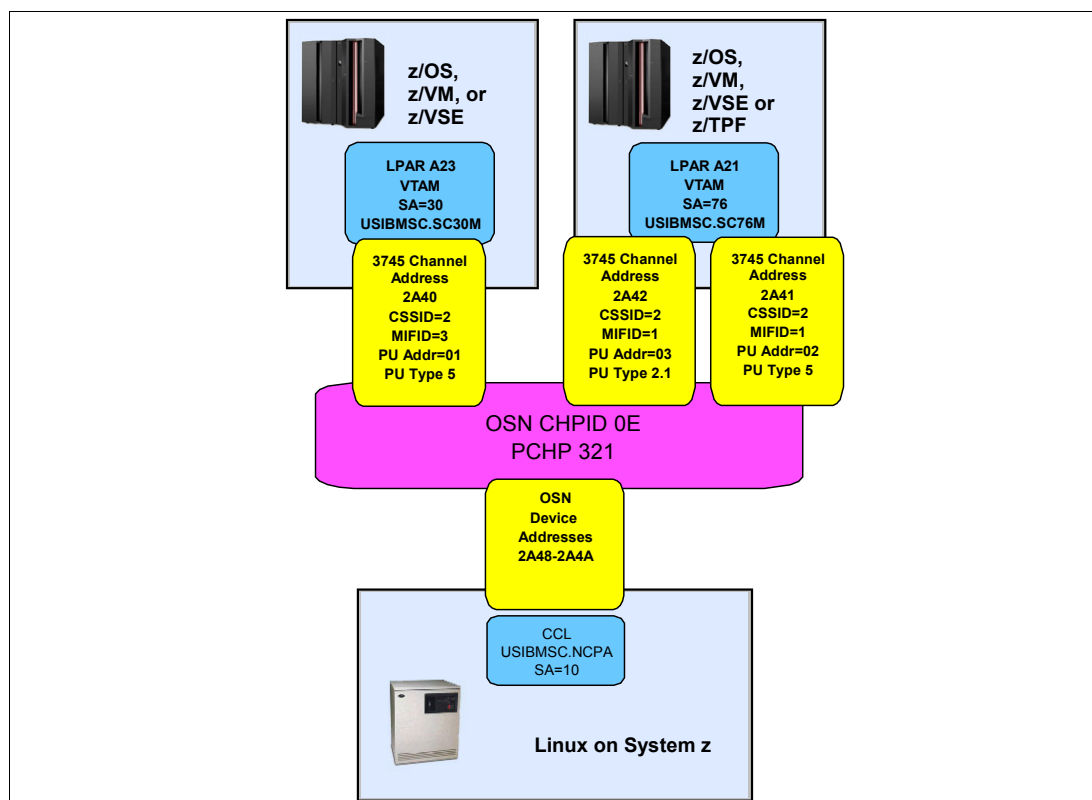 z/OS,
z/VM, or
z/VSE
z/OS,
z/VM,
z/VSE or
z/TPF
LPAR A23
VTAM
SA=30
USIBMSC.SC30M
LPAR A21
VTAM
SA=76
USIBMSC.SC76M
3745 Channel
Address
2A40
CSSID=2
MIFID=3
PU Addr=01
PU Type 5
3745 Channel
Address
2A42
CSSID=2
MIFID=1
PU Addr=03
PU Type 2.1
3745 Channel
Address
2A41
CSSID=2
MIFID=1
PU Addr=02
PU Type 5
OSN CHPID 0E
PCHP 321
OSN
Device
Addresses
2A48-2A4A
CCL
USIBMSC.NCPA
SA=10
Linux on System z